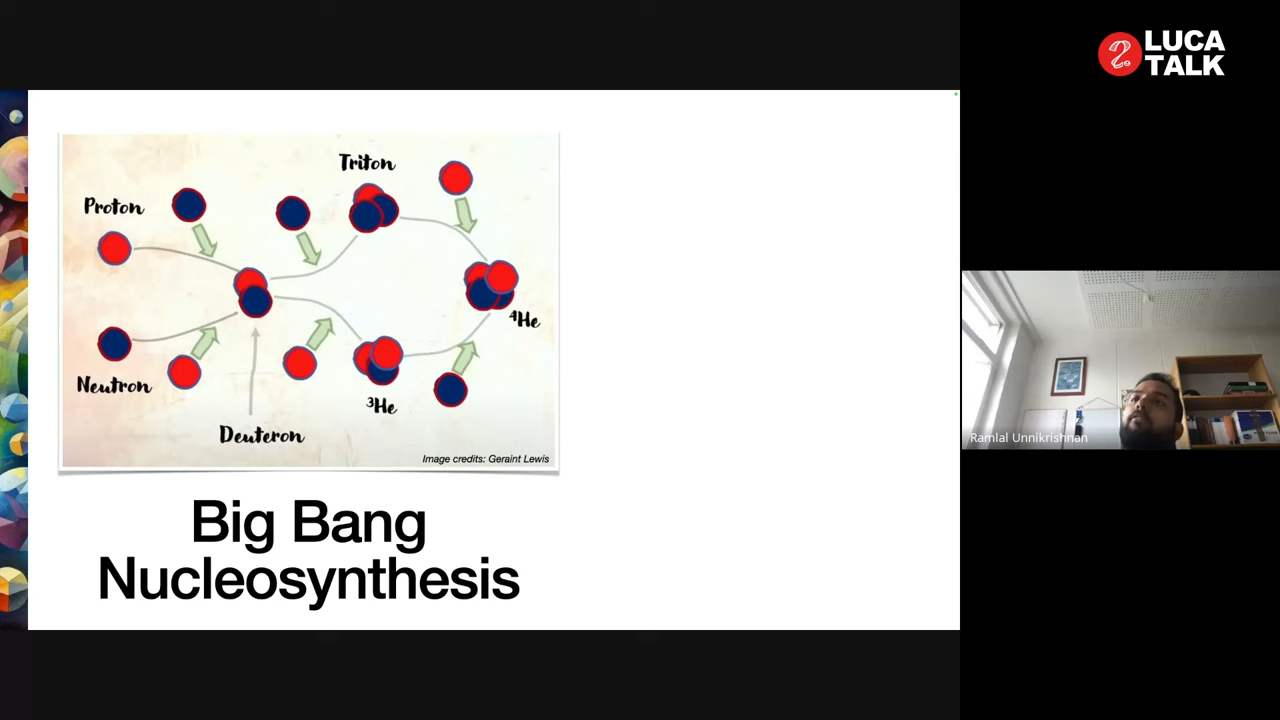 LUCA
TALK
Triton
Proton
⁴He
Neutron
³He
Deuteron
Image credits: Geraint Lewis
Big Bang
Nucleosynthesis
Ramlal Unnikrishnan